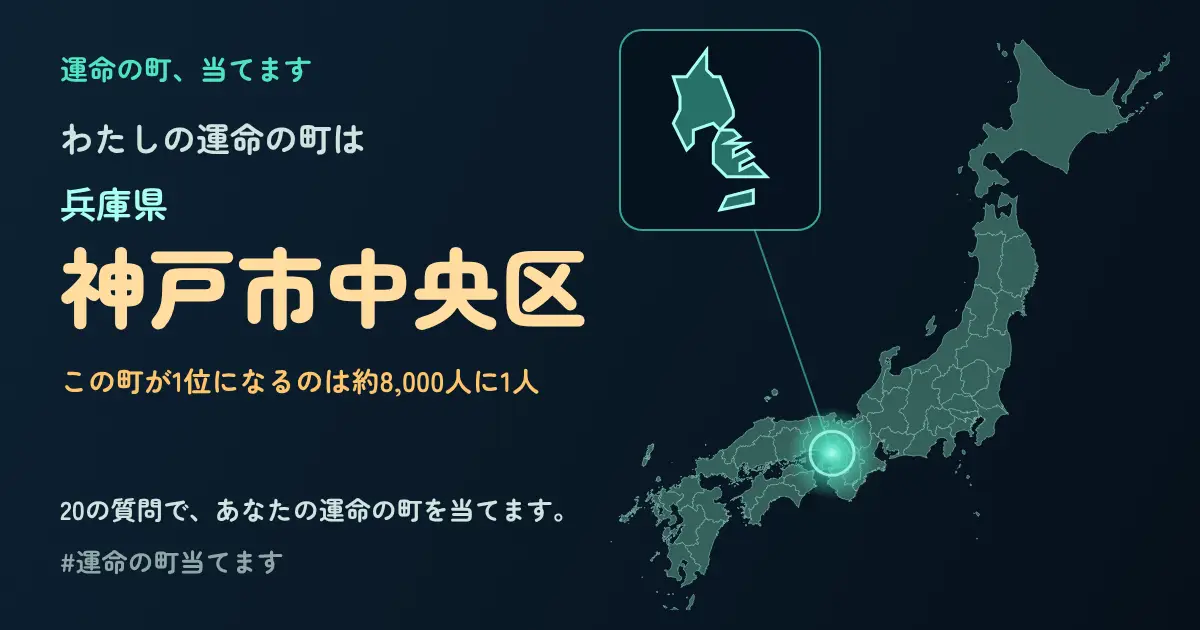 運命の町、当てます
わたしの運命の町は
兵庫県
神戸市中央区
この町が1位になるのは約8,000人に1人
20の質問で、あなたの運命の町を当てます。
#運命の町当てます